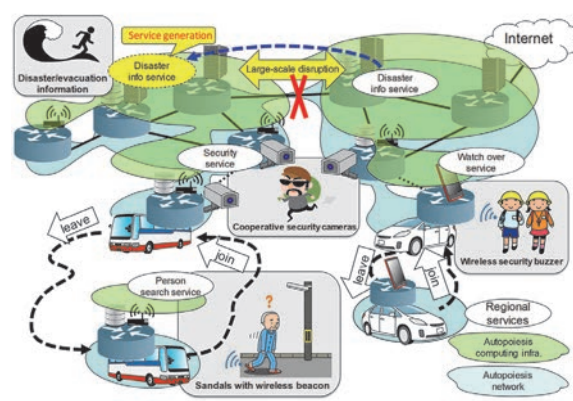 Service generation
Internet
Disaster
info service
Large-scale disruption
Disaster/evacuation
information
Disaster
info service
Security
service
Watch over
service
Cooperative security cameras
leave
join
leave
join
Wireless security buzzer
Person
search service
?
Regional
services
Autopoiesis
computing infra.
Autopoiesis
network
Sandals with wireless beacon